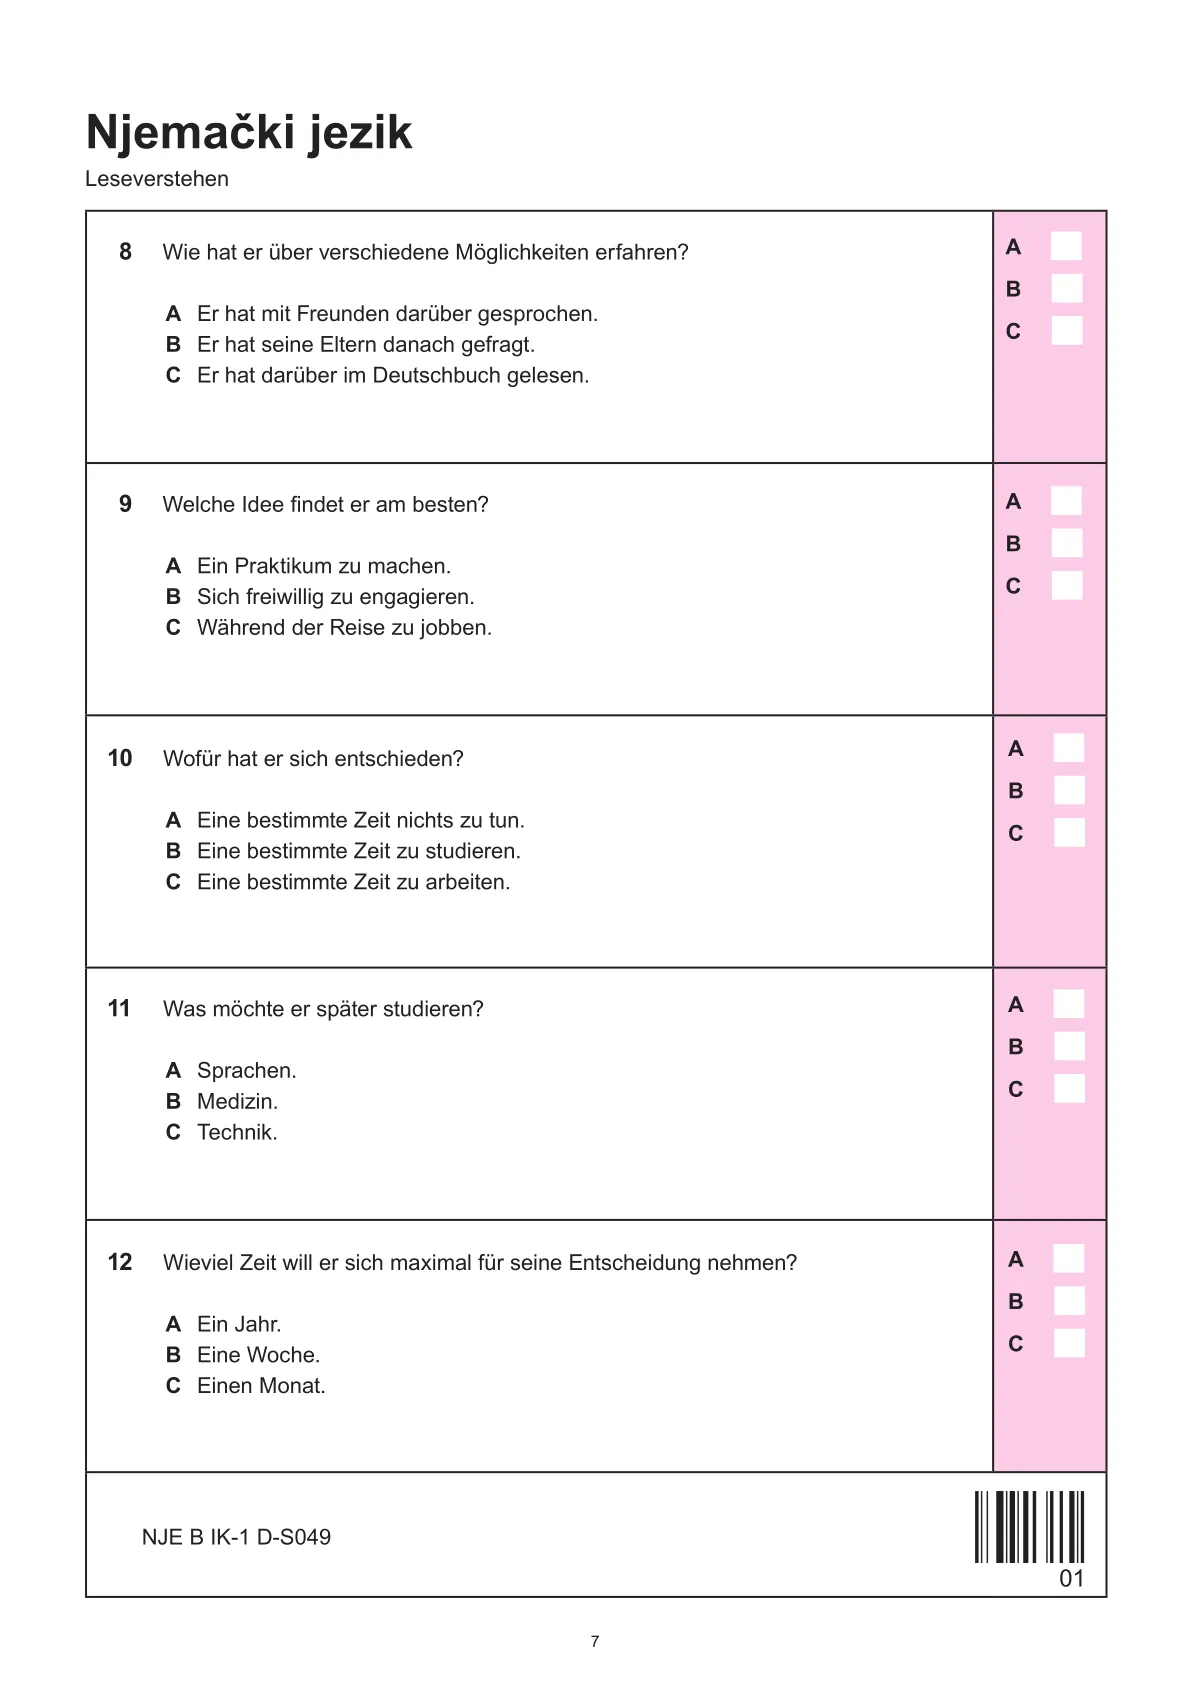 Njemački jezik
Leseverstehen
8 Wie hat er über verschiedene Möglichkeiten erfahren?
A Er hat mit Freunden darüber gesprochen.
B Er hat seine Eltern danach gefragt.
C Er hat darüber im Deutschbuch gelesen.
A
B
C
9 Welche Idee findet er am besten?
A Ein Praktikum zu machen.
B Sich freiwillig zu engagieren.
C Während der Reise zu jobben.
A
B
C
10 Wofür hat er sich entschieden?
A Eine bestimmte Zeit nichts zu tun.
B Eine bestimmte Zeit zu studieren.
C Eine bestimmte Zeit zu arbeiten.
A
B
C
11 Was möchte er später studieren?
A Sprachen.
B Medizin.
C Technik.
A
B
C
12 Wieviel Zeit will er sich maximal für seine Entscheidung nehmen?
A Ein Jahr.
B Eine Woche.
C Einen Monat.
A
B
C
NJE B IK-1 D-S049
01
7